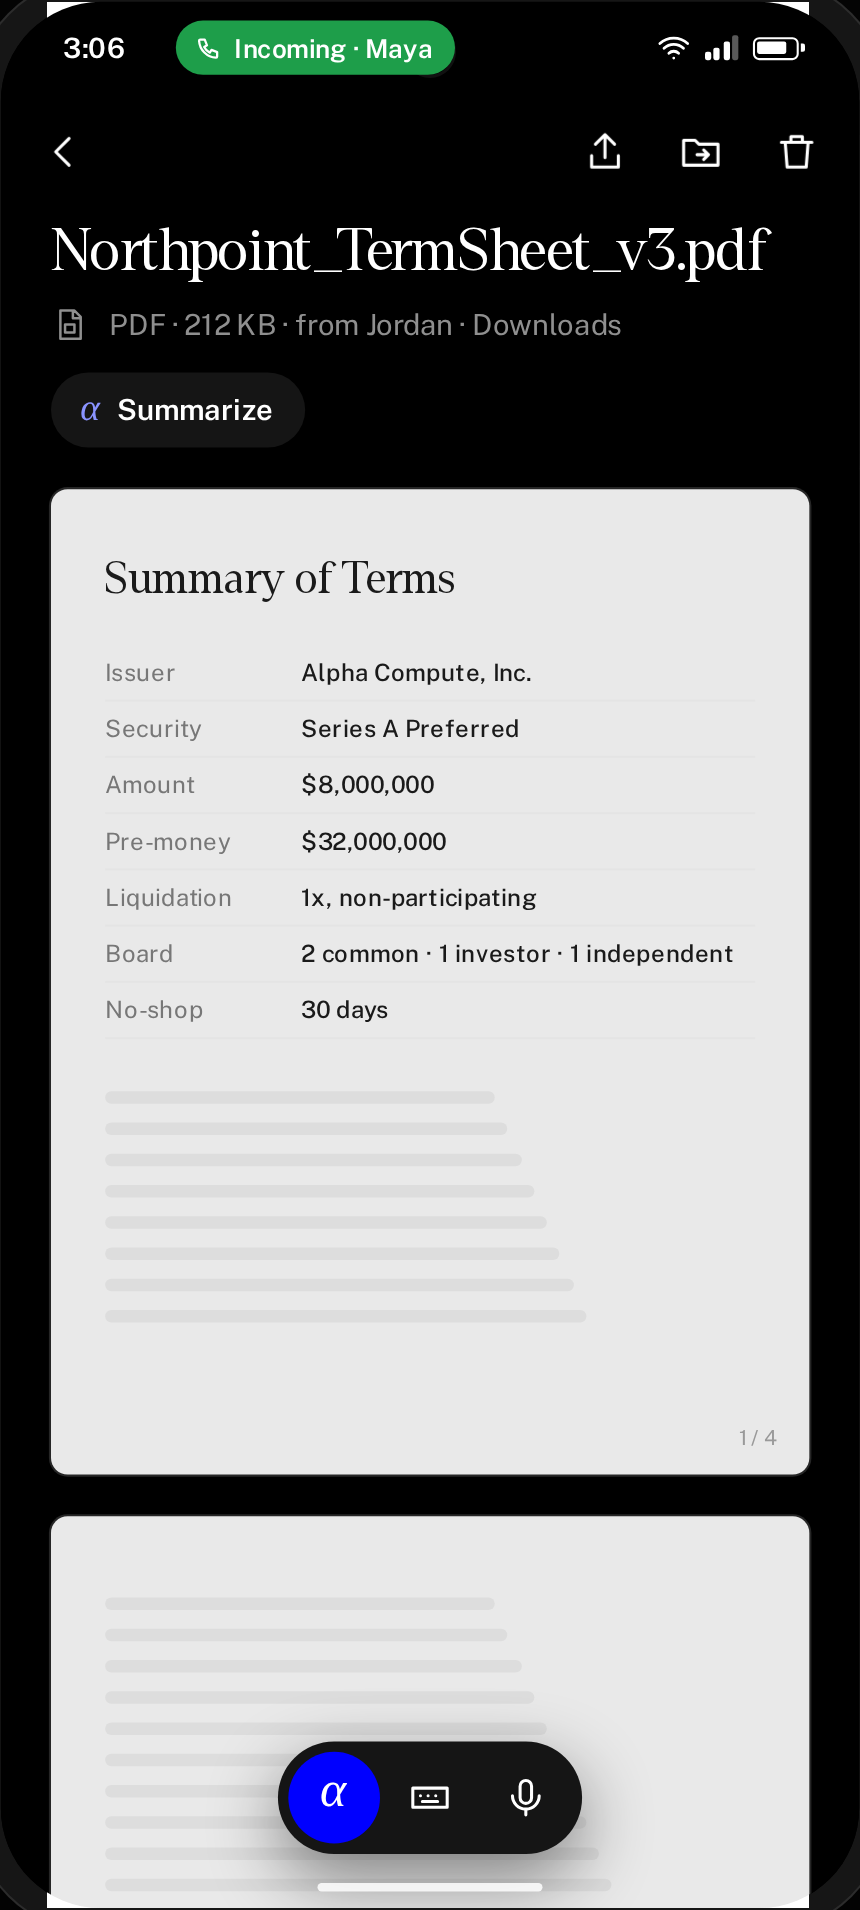 3:06
Incoming · Maya
Northpoint_TermSheet_v3.pdf
PDF · 212 KB · from Jordan · Downloads
α Summarize
Summary of Terms
Issuer Alpha Compute, Inc.
Security Series A Preferred
Amount $8,000,000
Pre-money $32,000,000
Liquidation 1x, non-participating
Board 2 common · 1 investor · 1 independent
No-shop 30 days
1 / 4
α